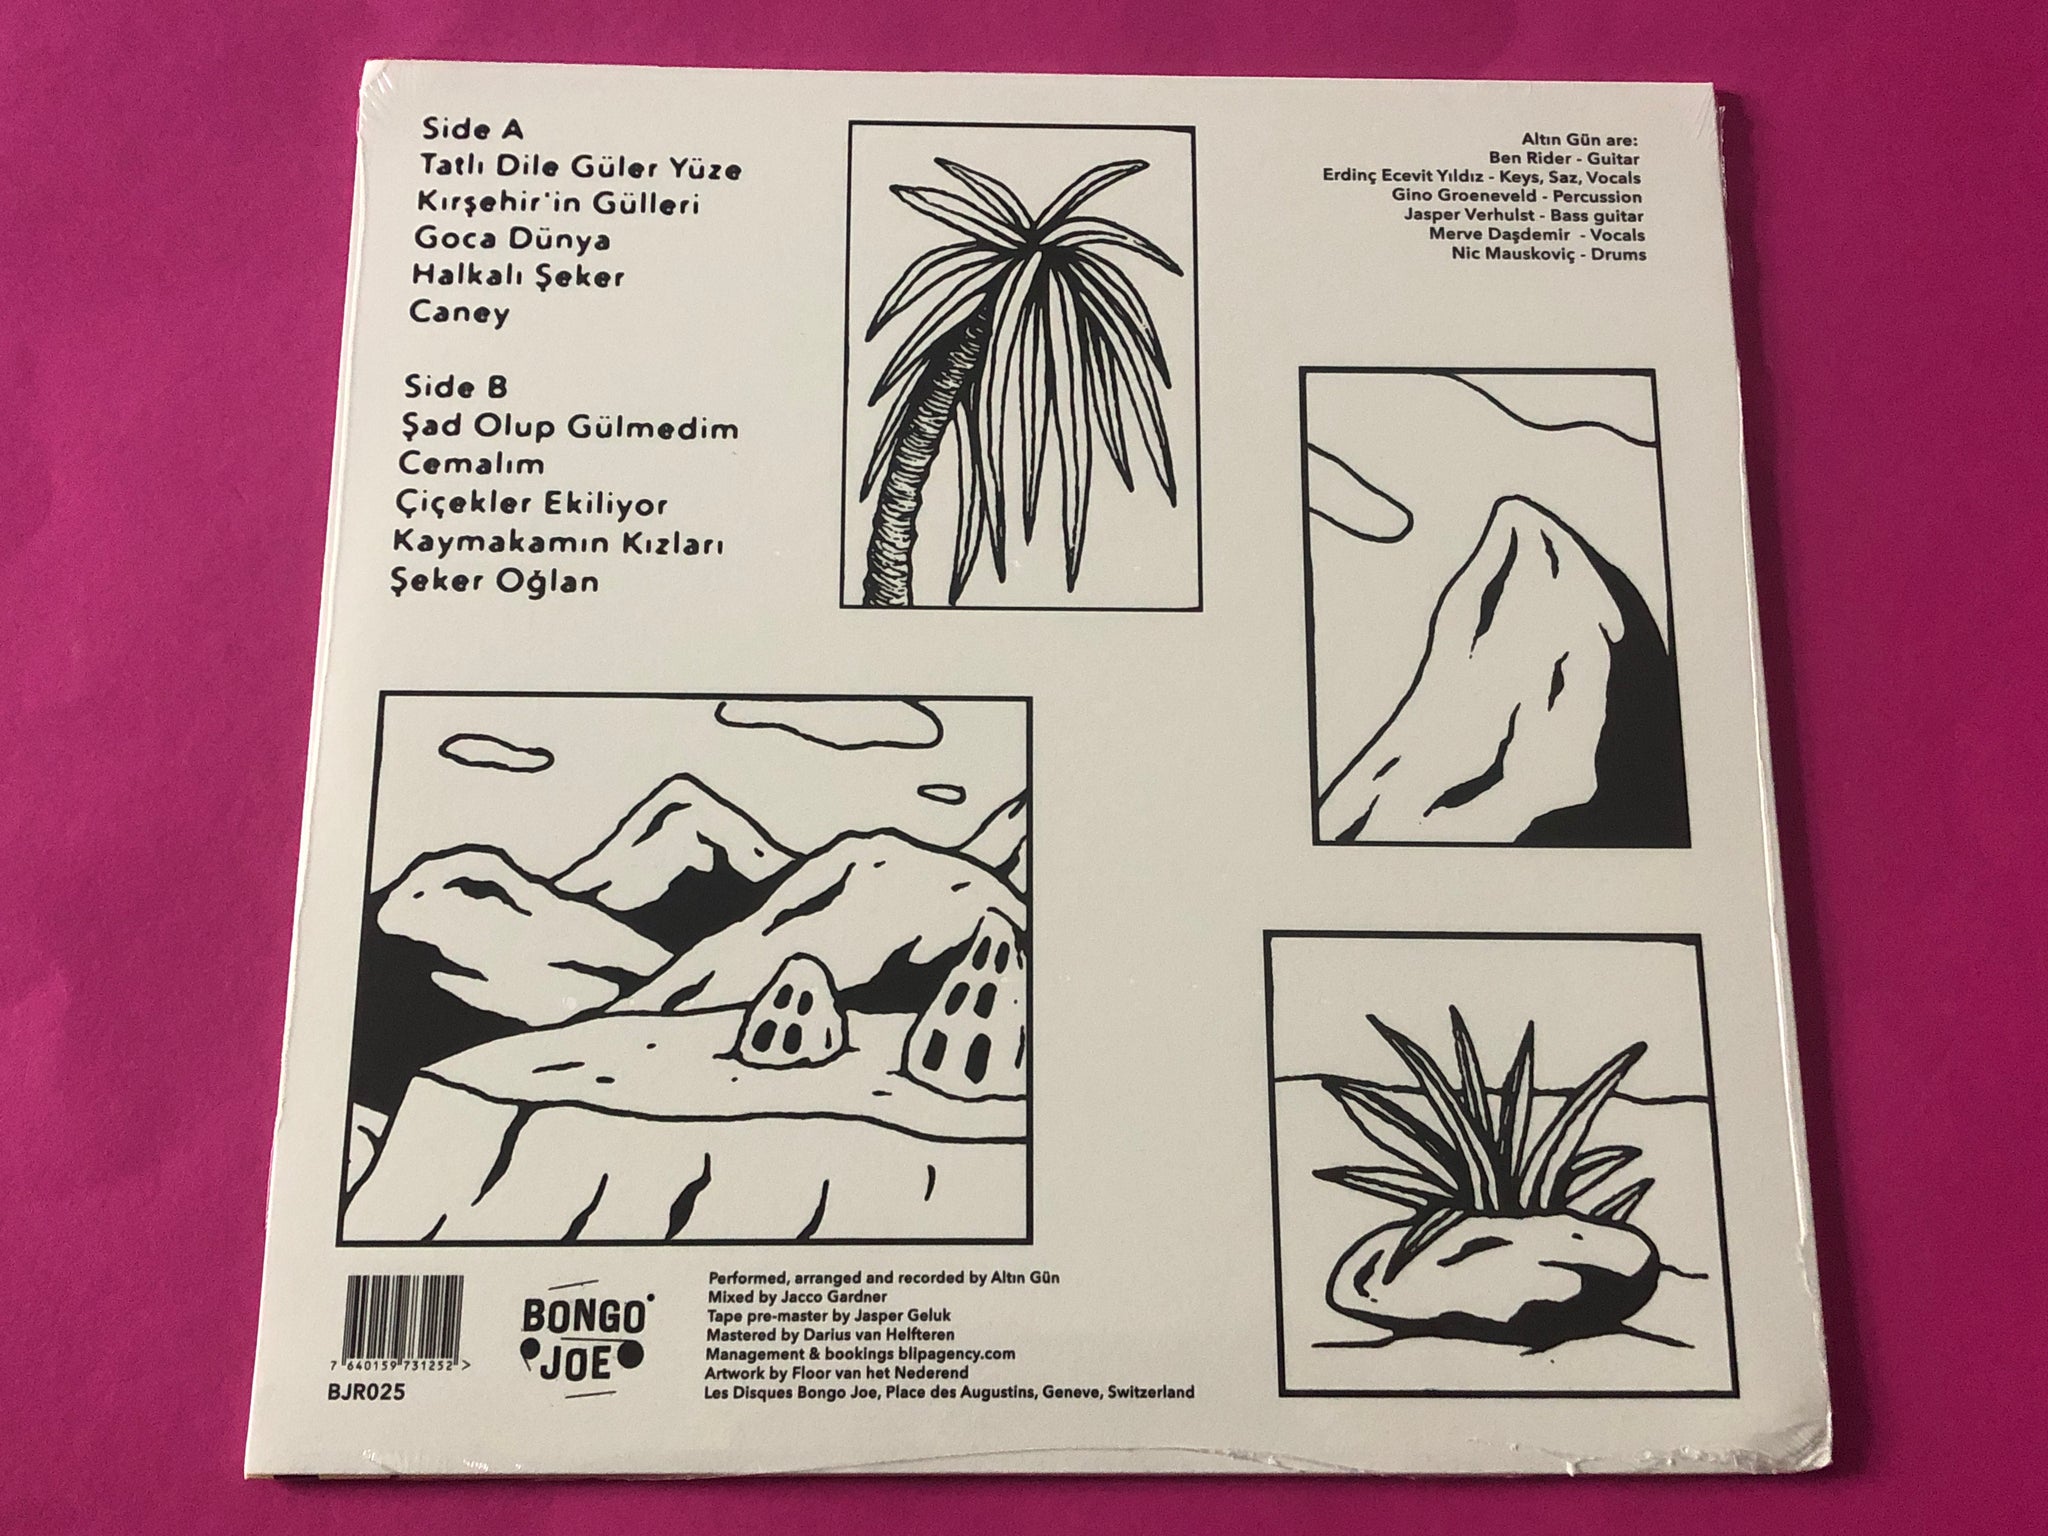 Side A
Tatlı Dile Güler Yüze
Kırşehir'in Gülleri
Goca Dünya
Halkalı Şeker
Caney
Side B
Şad Olup Gülmedim
Cemalım
Çiçekler Ekiliyor
Kaymakamın Kızları
Şeker Oğlan
Altın Gün are:
Ben Rider - Guitar
Erdinç Ecevit Yıldız - Keys, Saz, Vocals
Gino Groeneveld - Percussion
Jasper Verhulst - Bass guitar
Merve Daşdemir - Vocals
Nic Mauskoviç - Drums
7 640159 731252 >
BJR025
BONGO
JOE
Performed, arranged and recorded by Altın Gün
Mixed by Jacco Gardner
Tape pre-master by Jasper Geluk
Mastered by Darius van Helfteren
Management & bookings blipagency.com
Artwork by Floor van het Nederend
Les Disques Bongo Joe, Place des Augustins, Geneve, Switzerland